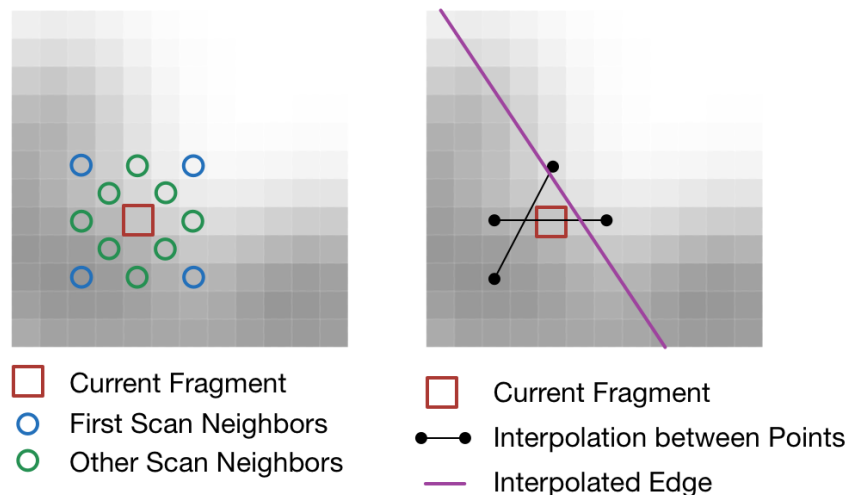 Current Fragment
First Scan Neighbors
Other Scan Neighbors
Current Fragment
Interpolation between Points
Interpolated Edge